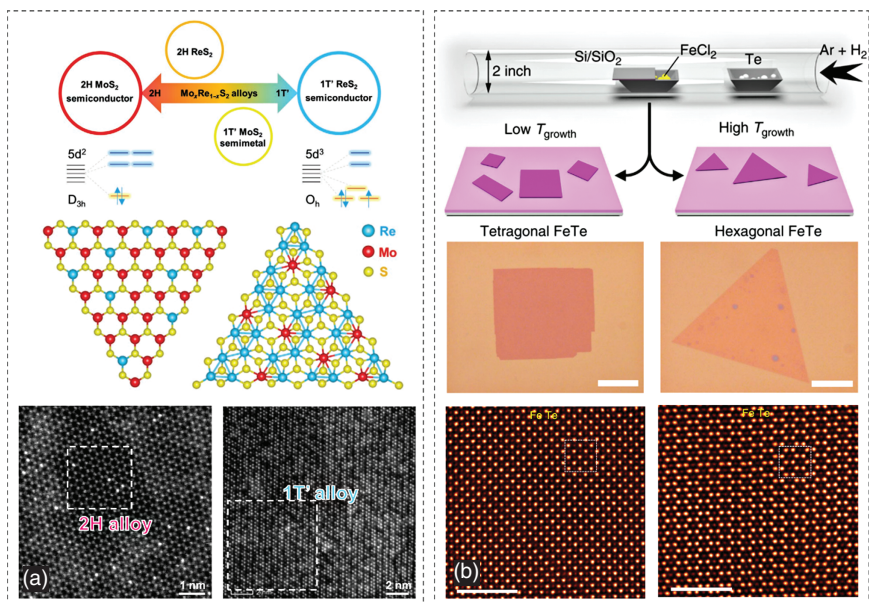 2H ReS₂
2H MoS₂
semiconductor
2H
MoₓRe₁₋ₓS₂ alloys
1T'
1T' ReS₂
semiconductor
1T' MoS₂
semimetal
5d²
D₃ₕ
5d³
Oₕ
Re
Mo
S
2H alloy
1 nm
1T' alloy
2 nm
(a)
2 inch
Si/SiO₂
FeCl₂
Te
Ar + H₂
Low T growth
High T growth
Tetragonal FeTe
Hexagonal FeTe
Fe Te
Fe Te
(b)